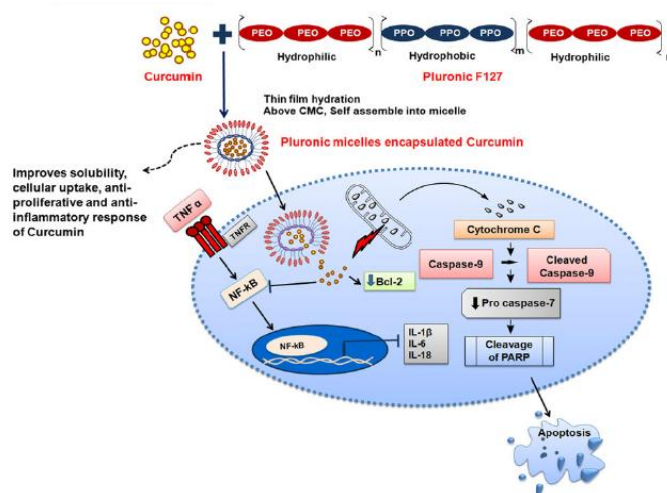 PEO PEO PEO
PPO PPO PPO
PEO PEO PEO
Curcumin
Hydrophilic
n
Hydrophobic
m
Hydrophilic
Pluronic F127
Thin film hydration
Above CMC, Self assemble into micelle
Pluronic micelles encapsulated Curcumin
Improves solubility,
cellular uptake, anti-
proliferative and anti-
inflammatory response
of Curcumin
TNFα
TNFR
NF-kB
Bcl-2
NF-kB
IL-1β
IL-6
IL-18
Cytochrome C
Caspase-9
Cleaved
Caspase-9
Pro caspase-7
Cleavage
of PARP
Apoptosis